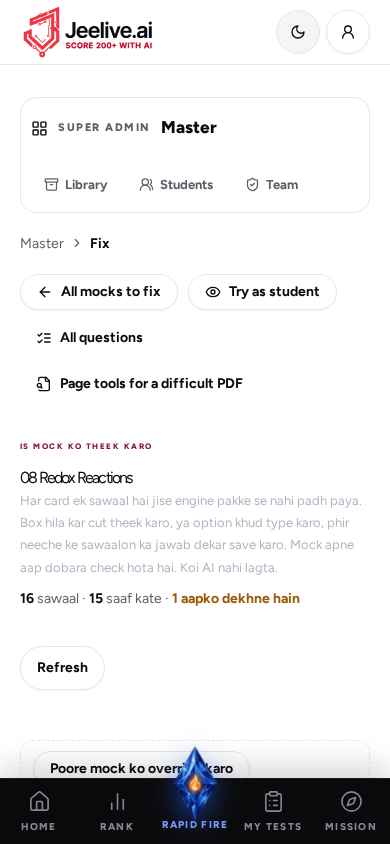 Jeelive.ai
SCORE 200+ WITH AI
SUPER ADMIN Master
Library Students Team
Master > Fix
All mocks to fix Try as student
All questions
Page tools for a difficult PDF
IS MOCK KO THEEK KARO
08 Redox Reactions
Har card ek sawaal hai jise engine pakke se nahi padh paya.
Box hila kar cut theek karo, ya option khud type karo, phir
neeche ke sawaalon ka jawab dekar save karo. Mock apne
aap dobara check hota hai. Koi AI nahi lagta.
16 sawaal · 15 saaf kate · 1 aapko dekhne hain
Refresh
Poore mock ko karo
HOME RANK RAPID FIRE MY TESTS MISSION